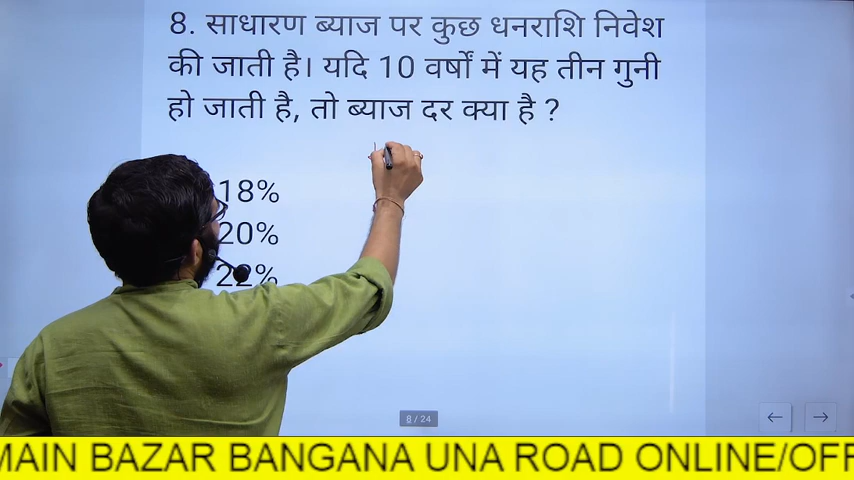 8. साधारण ब्याज पर कुछ धनराशि निवेश
की जाती है। यदि 10 वर्षों में यह तीन गुनी
हो जाती है, तो ब्याज दर क्या है ?
18%
20%
22%
8 / 24
MAIN BAZAR BANGANA UNA ROAD ONLINE/OFF